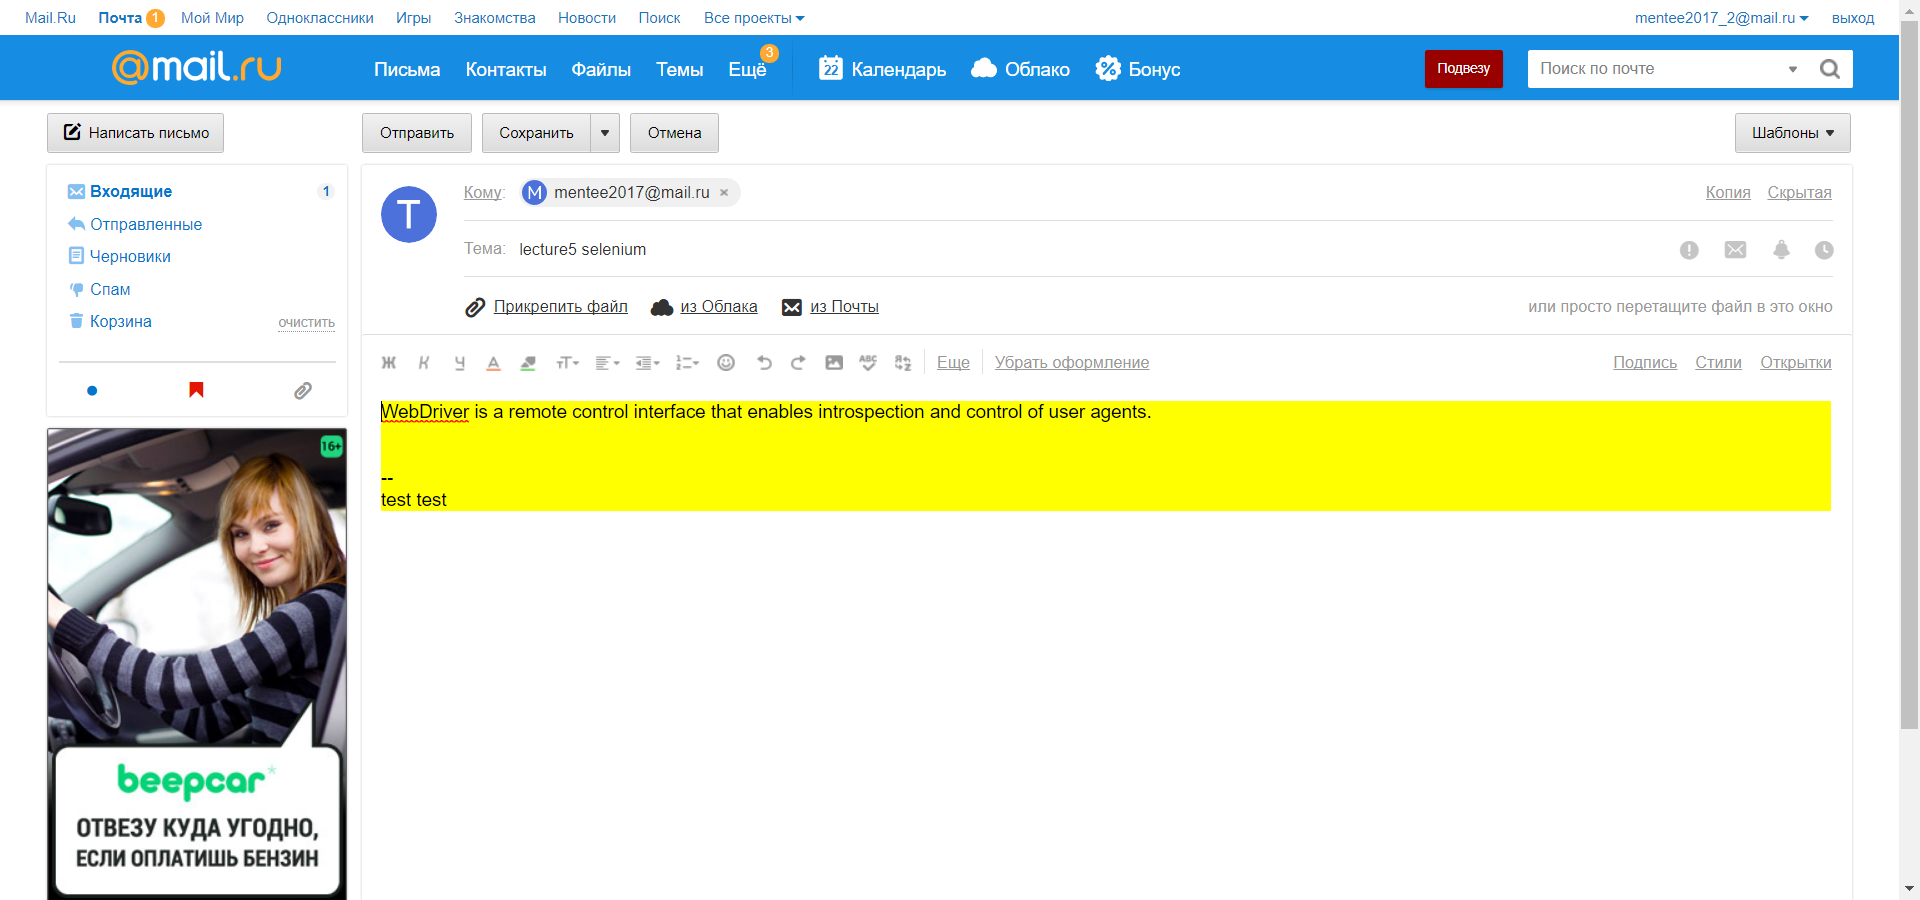 Mail.Ru Почта 1 Мой Мир Одноклассники Игры Знакомства Новости Поиск Все проекты mentee2017_2@mail.ru выход
@mail.ru Письма Контакты Файлы Темы Ещё 3 22 Календарь Облако Бонус Подвезу Поиск по почте
Написать письмо Отправить Сохранить Отмена Шаблоны
Входящие 1
Отправленные
Черновики
Спам
Корзина очистить
T Кому: M mentee2017@mail.ru × Копия Скрытая
Тема: lecture5 selenium
Прикрепить файл из Облака из Почты или просто перетащите файл в это окно
Ж К Ч А тТ ABC Еще Убрать оформление Подпись Стили Открытки
WebDriver is a remote control interface that enables introspection and control of user agents.
--
test test
16+
beepcar*
ОТВЕЗУ КУДА УГОДНО,
ЕСЛИ ОПЛАТИШЬ БЕНЗИН